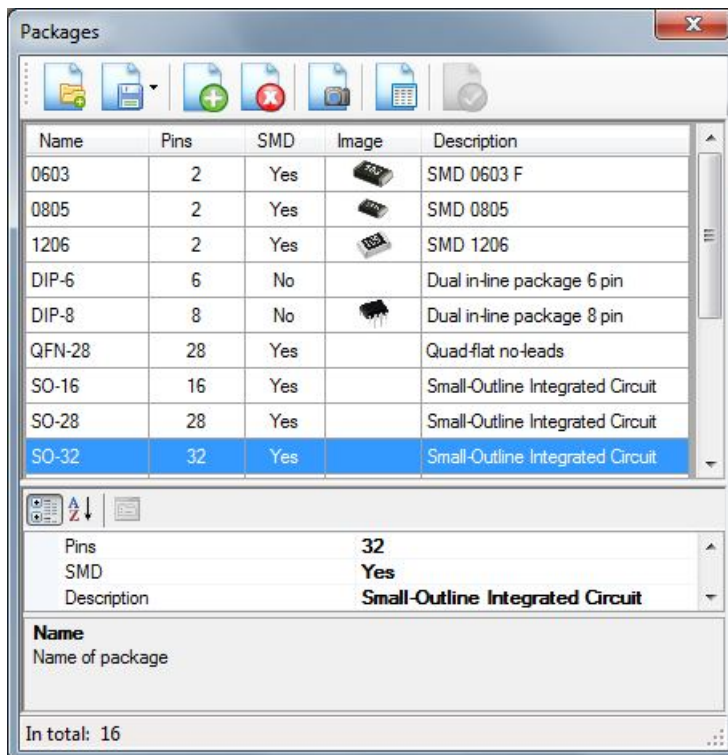 Packages
Name Pins SMD Image Description
0603 2 Yes SMD 0603 F
0805 2 Yes SMD 0805
1206 2 Yes SMD 1206
DIP-6 6 No Dual in-line package 6 pin
DIP-8 8 No Dual in-line package 8 pin
QFN-28 28 Yes Quad-flat no-leads
SO-16 16 Yes Small-Outline Integrated Circuit
SO-28 28 Yes Small-Outline Integrated Circuit
SO-32 32 Yes Small-Outline Integrated Circuit
Pins 32
SMD Yes
Description Small-Outline Integrated Circuit
Name
Name of package
In total: 16